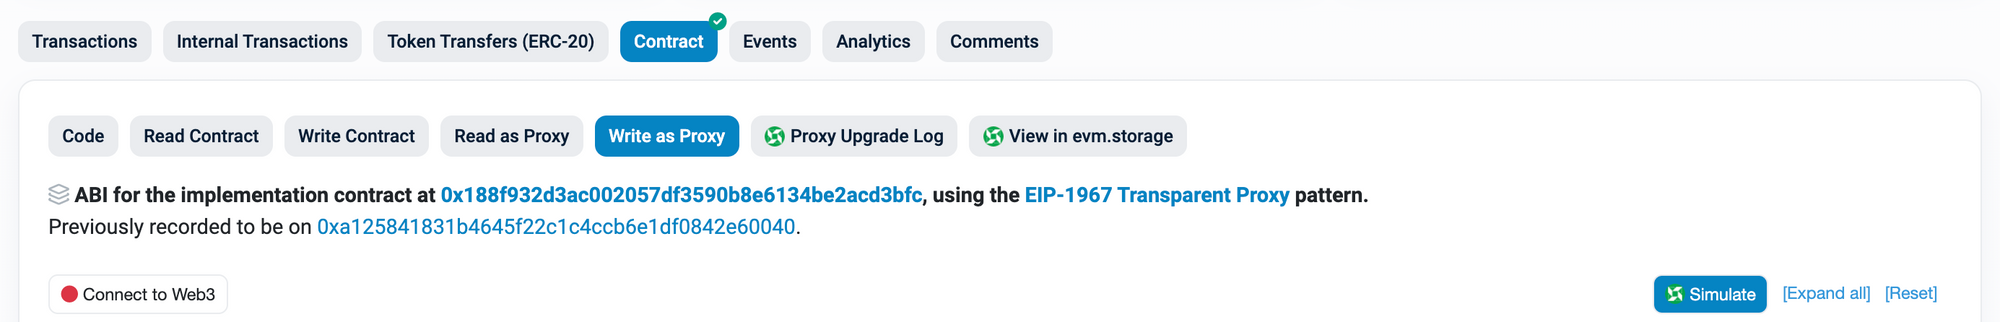 Transactions Internal Transactions Token Transfers (ERC-20) Contract Events Analytics Comments
Code Read Contract Write Contract Read as Proxy Write as Proxy Proxy Upgrade Log View in evm.storage
ABI for the implementation contract at 0x188f932d3ac002057df3590b8e6134be2acd3bfc, using the EIP-1967 Transparent Proxy pattern.
Previously recorded to be on 0xa125841831b4645f22c1c4ccb6e1df0842e60040.
Connect to Web3 Simulate [Expand all] [Reset]